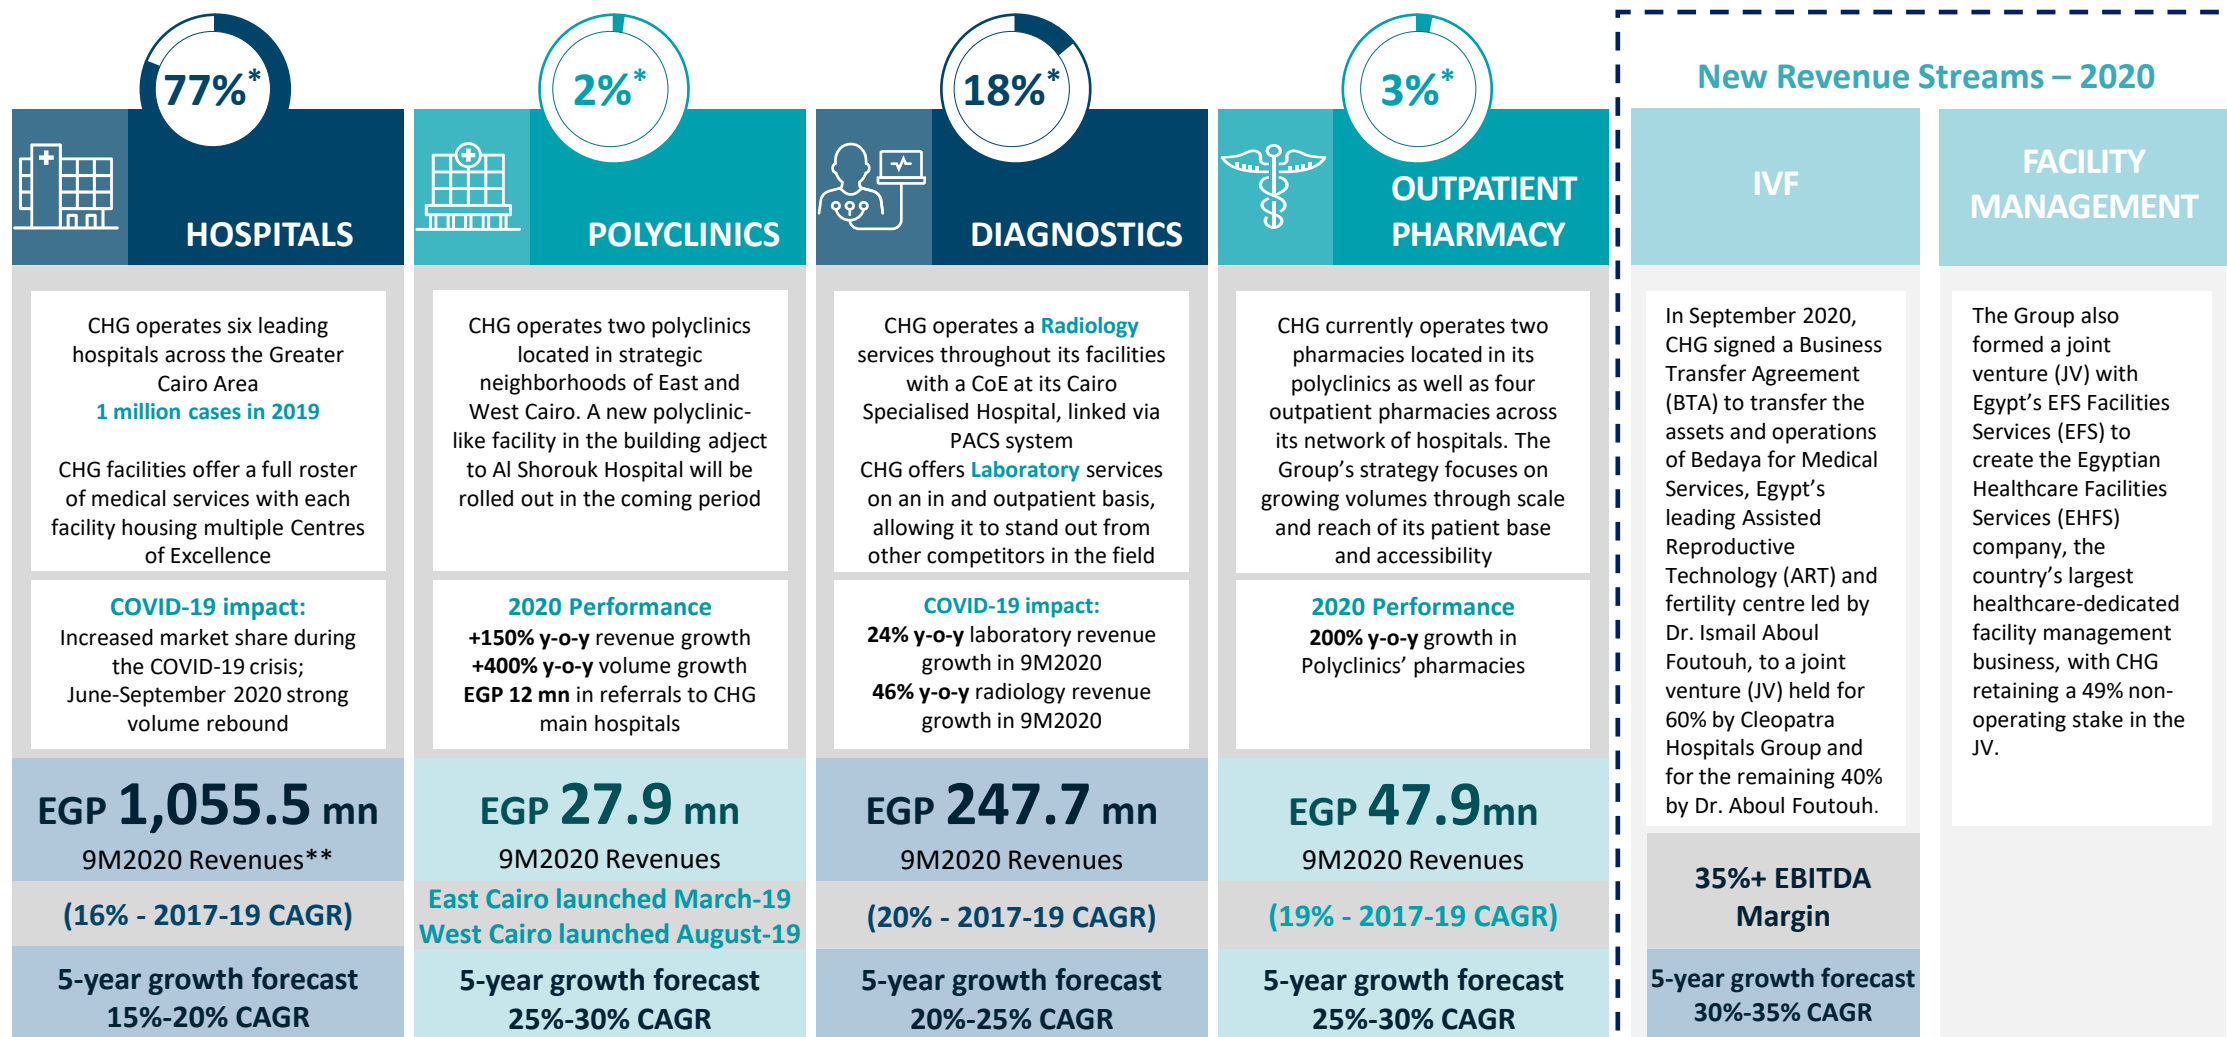 77%*
HOSPITALS
CHG operates six leading
hospitals across the Greater
Cairo Area
1 million cases in 2019
CHG facilities offer a full roster
of medical services with each
facility housing multiple Centres
of Excellence
COVID-19 impact:
Increased market share during
the COVID-19 crisis;
June-September 2020 strong
volume rebound
EGP 1,055.5 mn
9M2020 Revenues**
(16% - 2017-19 CAGR)
5-year growth forecast
15%-20% CAGR
2%*
POLYCLINICS
CHG operates two polyclinics
located in strategic
neighborhoods of East and
West Cairo. A new polyclinic-
like facility in the building adject
to Al Shorouk Hospital will be
rolled out in the coming period
2020 Performance
+150% y-o-y revenue growth
+400% y-o-y volume growth
EGP 12 mn in referrals to CHG
main hospitals
EGP 27.9 mn
9M2020 Revenues
East Cairo launched March-19
West Cairo launched August-19
5-year growth forecast
25%-30% CAGR
18%*
DIAGNOSTICS
CHG operates a Radiology
services throughout its facilities
with a CoE at its Cairo
Specialised Hospital, linked via
PACS system
CHG offers Laboratory services
on an in and outpatient basis,
allowing it to stand out from
other competitors in the field
COVID-19 impact:
24% y-o-y laboratory revenue
growth in 9M2020
46% y-o-y radiology revenue
growth in 9M2020
EGP 247.7 mn
9M2020 Revenues
(20% - 2017-19 CAGR)
5-year growth forecast
20%-25% CAGR
3%*
OUTPATIENT
PHARMACY
CHG currently operates two
pharmacies located in its
polyclinics as well as four
outpatient pharmacies across
its network of hospitals. The
Group's strategy focuses on
growing volumes through scale
and reach of its patient base
and accessibility
2020 Performance
200% y-o-y growth in
Polyclinics' pharmacies
EGP 47.9mn
9M2020 Revenues
(19% - 2017-19 CAGR)
5-year growth forecast
25%-30% CAGR
New Revenue Streams – 2020
IVF
In September 2020,
CHG signed a Business
Transfer Agreement
(BTA) to transfer the
assets and operations
of Bedaya for Medical
Services, Egypt's
leading Assisted
Reproductive
Technology (ART) and
fertility centre led by
Dr. Ismail Aboul
Foutouh, to a joint
venture (JV) held for
60% by Cleopatra
Hospitals Group and
for the remaining 40%
by Dr. Aboul Foutouh.
35%+ EBITDA
Margin
5-year growth forecast
30%-35% CAGR
FACILITY
MANAGEMENT
The Group also
formed a joint
venture (JV) with
Egypt's EFS Facilities
Services (EFS) to
create the Egyptian
Healthcare Facilities
Services (EHFS)
company, the
country's largest
healthcare-dedicated
facility management
business, with CHG
retaining a 49% non-
operating stake in the
JV.